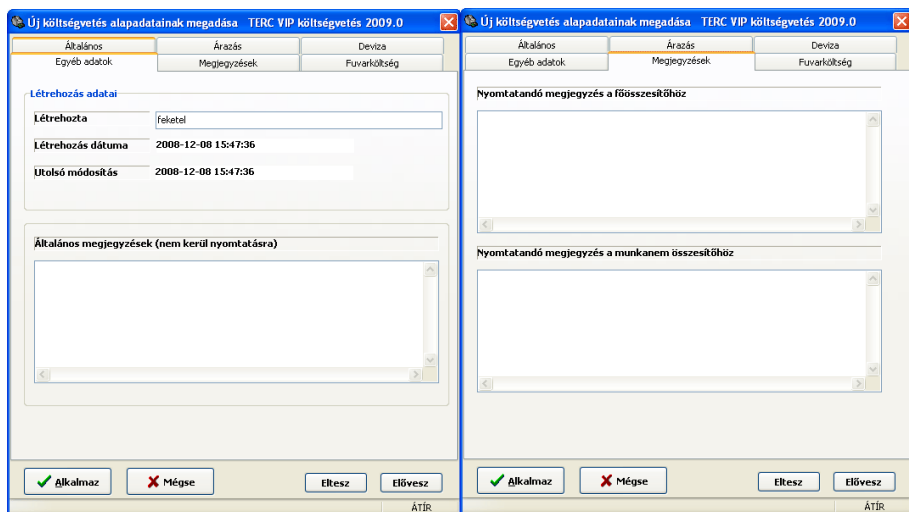 Új költségvetés alapadatainak megadása TERC VIP költségvetés 2009.0
Általános Árazás Deviza
Egyéb adatok Megjegyzések Fuvarköltség
Létrehozás adatai
Létrehozta feketel
Létrehozás dátuma 2008-12-08 15:47:36
Utolsó módosítás 2008-12-08 15:47:36
Általános megjegyzések (nem kerül nyomtatásra)
Alkalmaz Mégse Eltesz Elővesz
ÁTÍR
Új költségvetés alapadatainak megadása TERC VIP költségvetés 2009.0
Általános Árazás Deviza
Egyéb adatok Megjegyzések Fuvarköltség
Nyomtatandó megjegyzés a főösszesítőhöz
Nyomtatandó megjegyzés a munkanem összesítőhöz
Alkalmaz Mégse Eltesz Elővesz
ÁTÍR